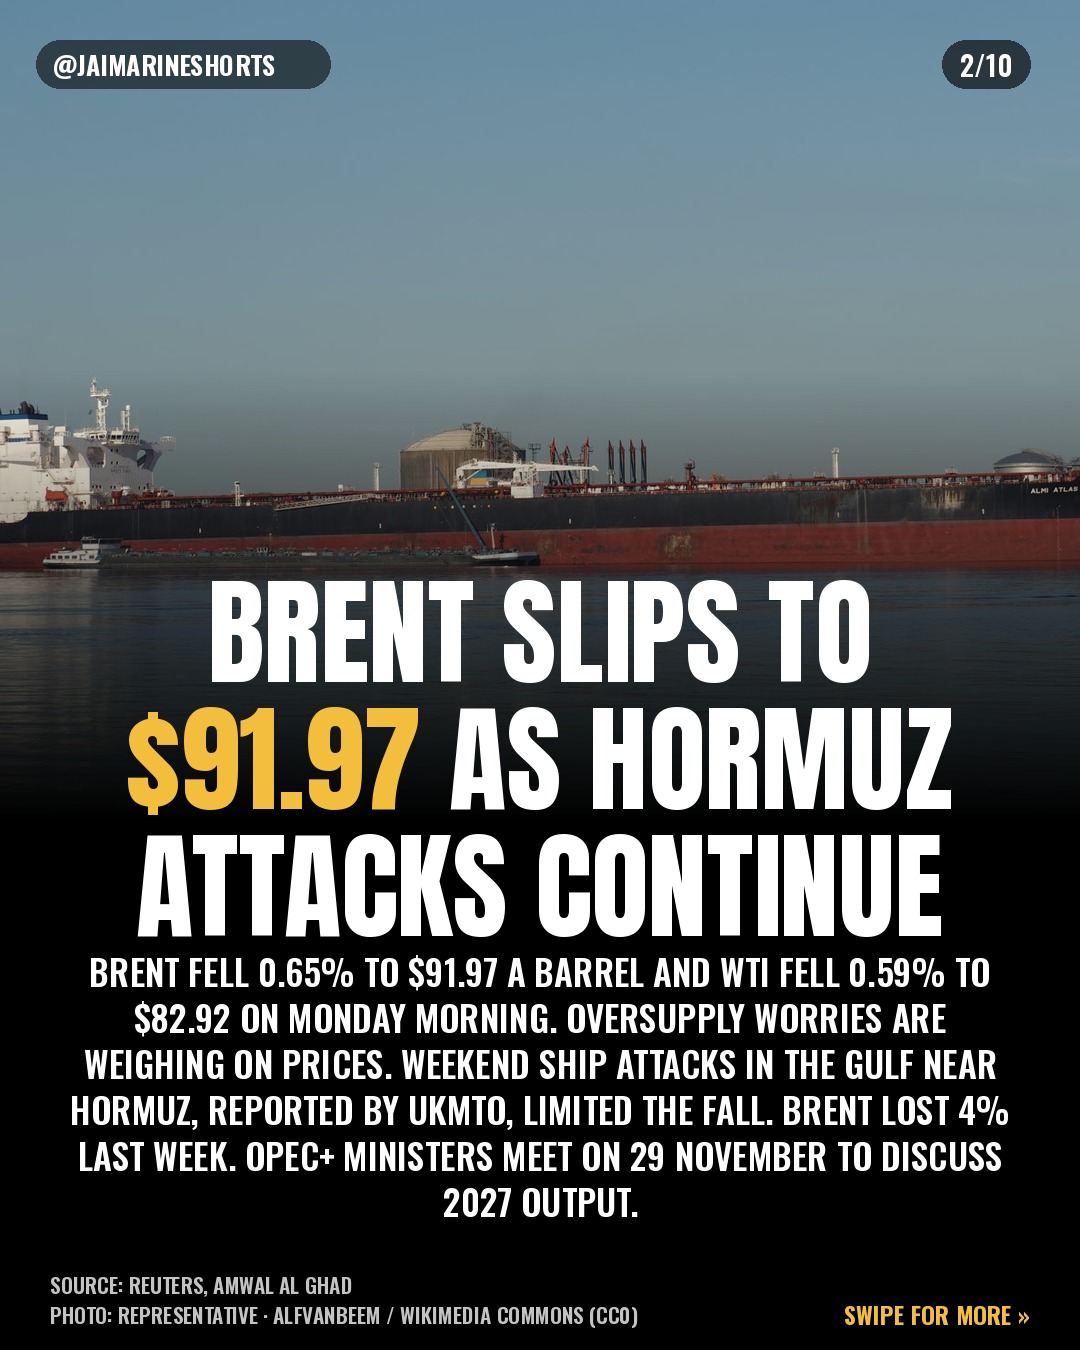 @JAIMARINESHORTS
2/10
ALMI ATLAS
BRENT SLIPS TO
$91.97 AS HORMUZ
ATTACKS CONTINUE
BRENT FELL 0.65% TO $91.97 A BARREL AND WTI FELL 0.59% TO
$82.92 ON MONDAY MORNING. OVERSUPPLY WORRIES ARE
WEIGHING ON PRICES. WEEKEND SHIP ATTACKS IN THE GULF NEAR
HORMUZ, REPORTED BY UKMTO, LIMITED THE FALL. BRENT LOST 4%
LAST WEEK. OPEC+ MINISTERS MEET ON 29 NOVEMBER TO DISCUSS
2027 OUTPUT.
SOURCE: REUTERS, AMWAL AL GHAD
PHOTO: REPRESENTATIVE · ALFVANBEEM / WIKIMEDIA COMMONS (CC0)
SWIPE FOR MORE »